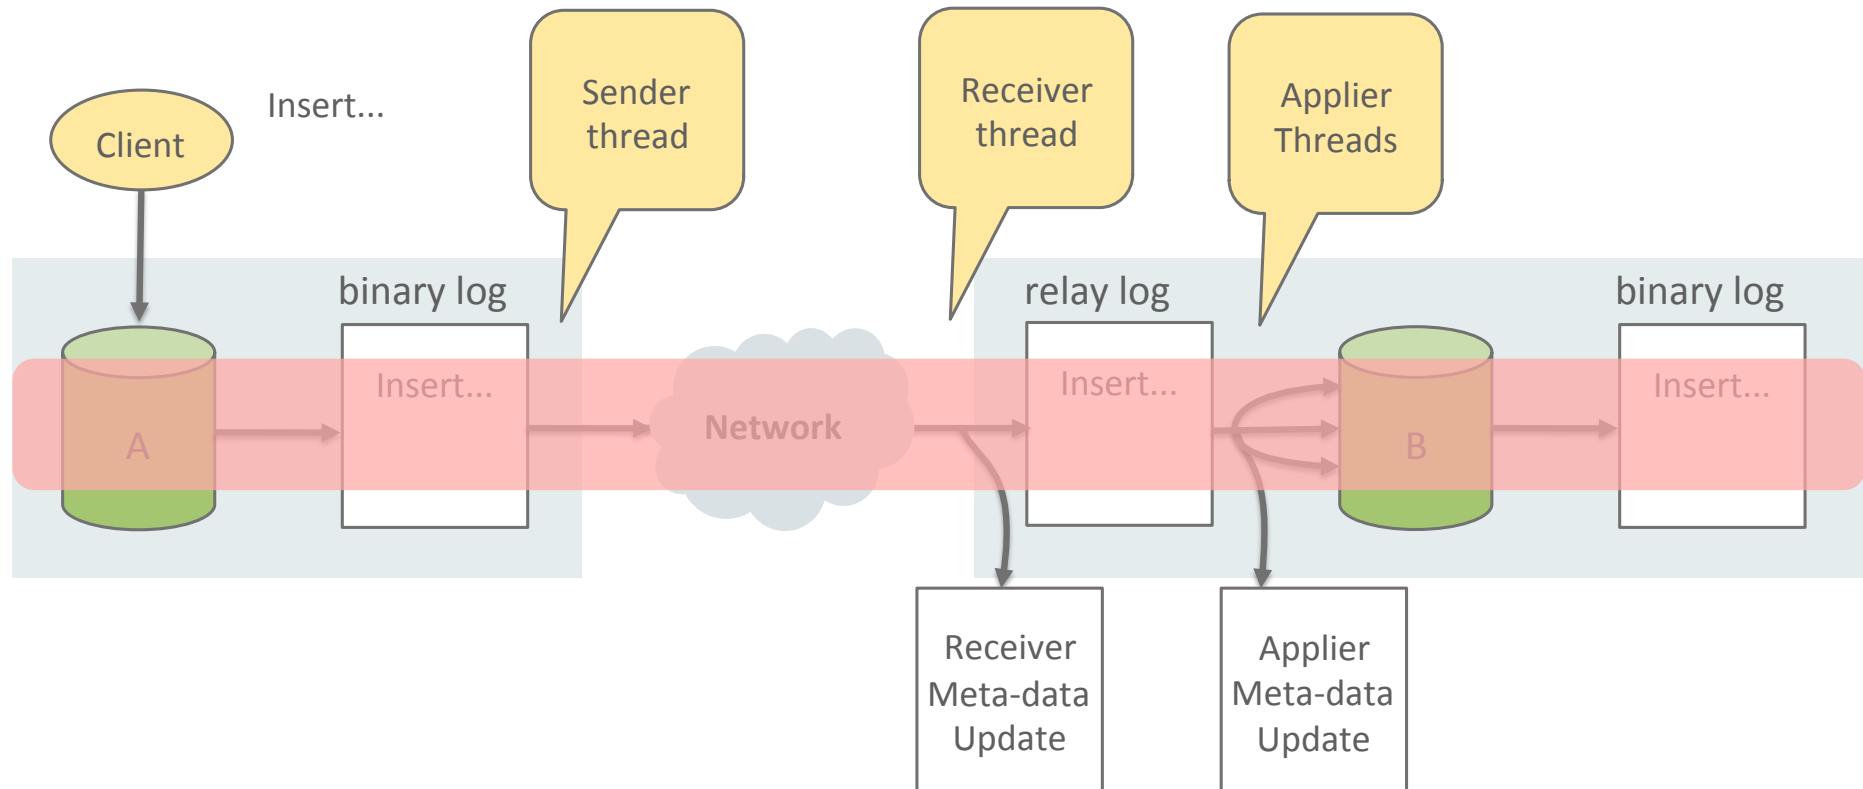 Client
Insert...
Sender
thread
Receiver
thread
Applier
Threads
binary log
relay log
binary log
A
Insert...
Network
Insert...
B
Insert...
Receiver
Meta-data
Update
Applier
Meta-data
Update